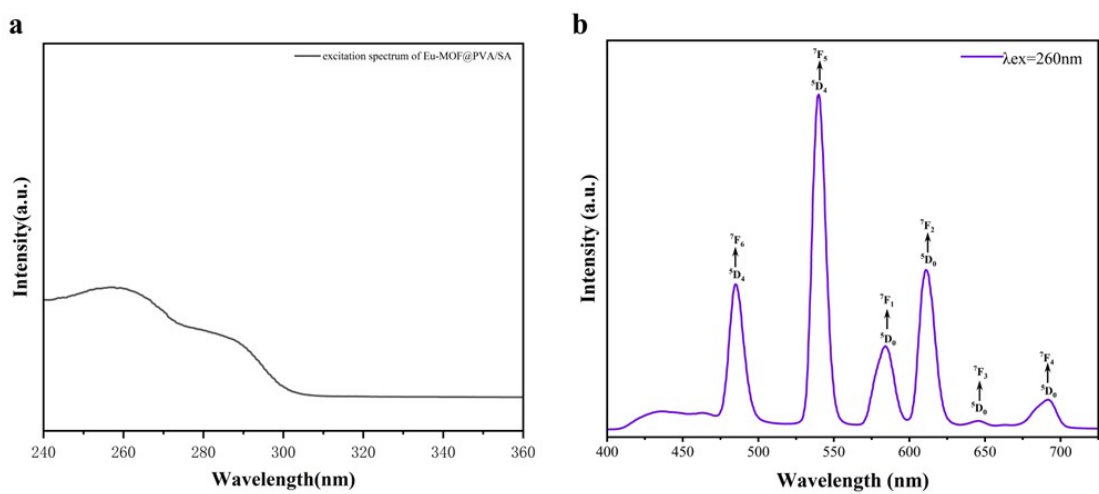 a
excitation spectrum of Eu-MOF@PVA/SA
Intensity(a.u.)
240 260 280 300 320 340 360
Wavelength(nm)
b
λex=260nm
⁷F₅
⁵D₄
⁷F₆
⁵D₄
⁷F₁
⁵D₀
⁷F₂
⁵D₀
⁷F₃
⁵D₀
⁷F₄
⁵D₀
Intensity (a.u.)
400 450 500 550 600 650 700
Wavelength (nm)